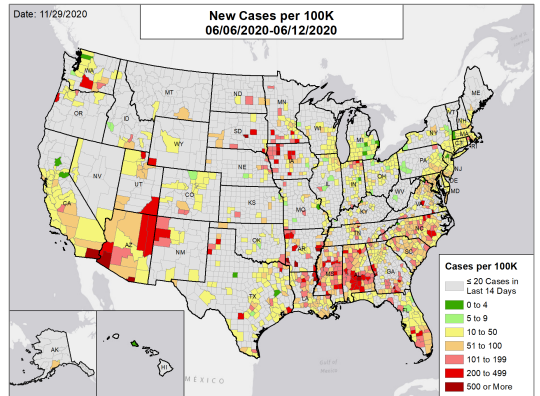 Date: 11/29/2020
New Cases per 100K
06/06/2020-06/12/2020
WA
MT
ND
MN
ME
OR
ID
SD
WI
MI
VT
NH
NY
MA
CT
RI
WY
NE
IA
PA
NJ
NV
UT
CO
IL
IN
OH
WV
DE
MD
CA
KS
MO
KY
VA
AZ
NM
OK
AR
TN
NC
SC
TX
LA
MS
AL
GA
FL
AK
HI
Gulf of
Mexico
MEXICO
Cases per 100K
≤ 20 Cases in
Last 14 Days
0 to 4
5 to 9
10 to 50
51 to 100
101 to 199
200 to 499
500 or More